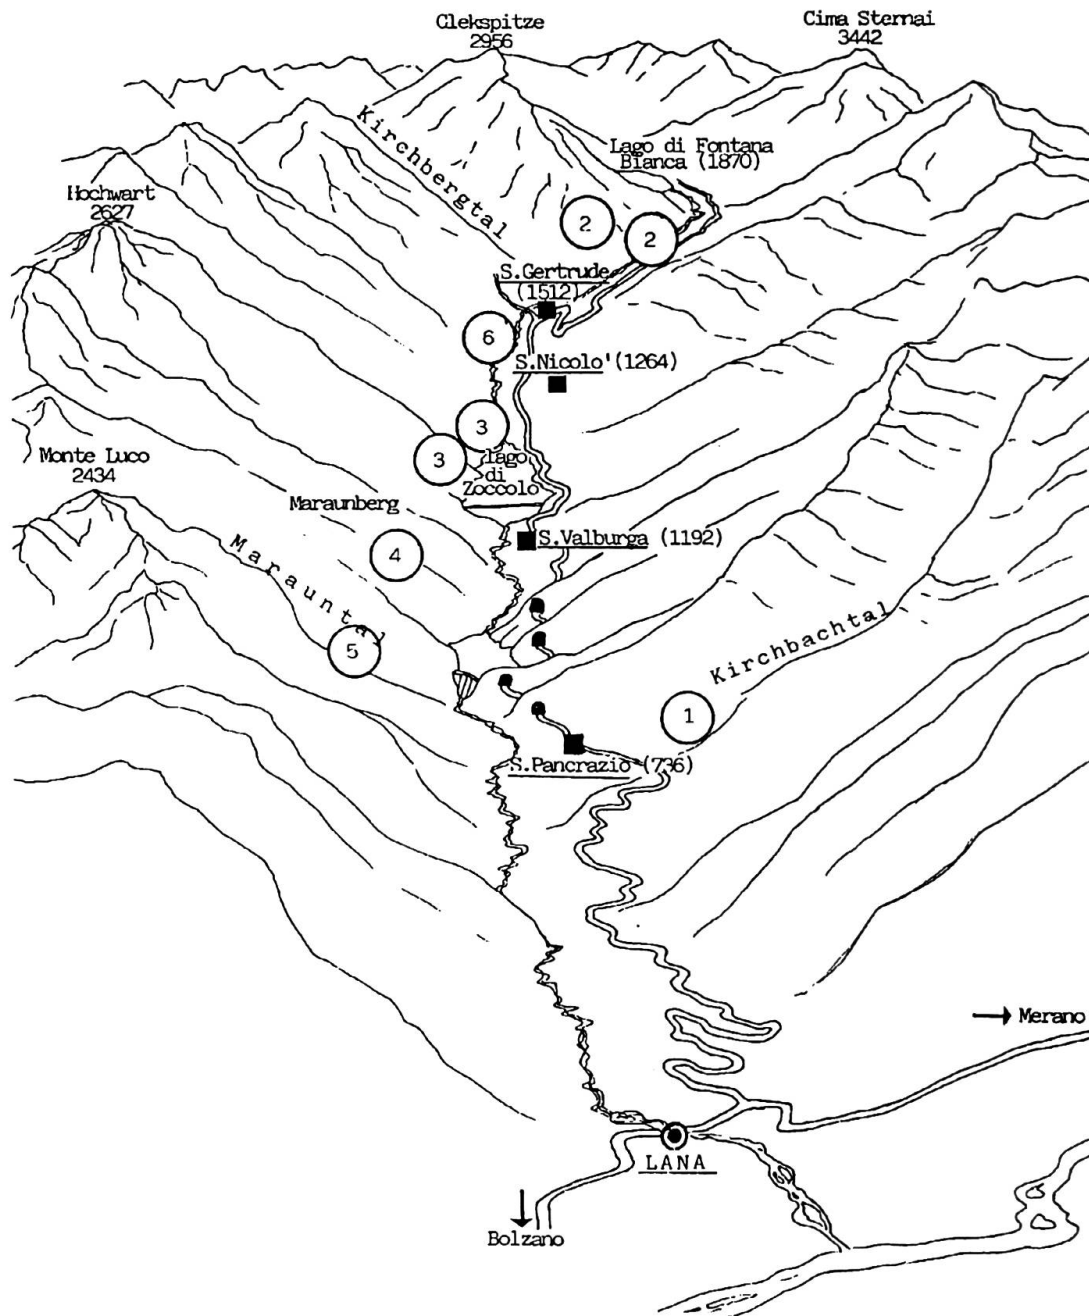 Clekspitze
2956
Cima Sternai
3442
Kirchbergtal
Lago di Fontana
Bianca (1870)
Hochwart
2627
2
2
S.Gertrude
(1512)
6
S.Nicolo' (1264)
3
3
lago
di
Zoccolo
Monte Luco
2434
Maraunberg
S.Valburga (1192)
4
Marauntal
5
Kirchbachtal
1
S.Pancrazio (736)
Merano
LANA
Bolzano